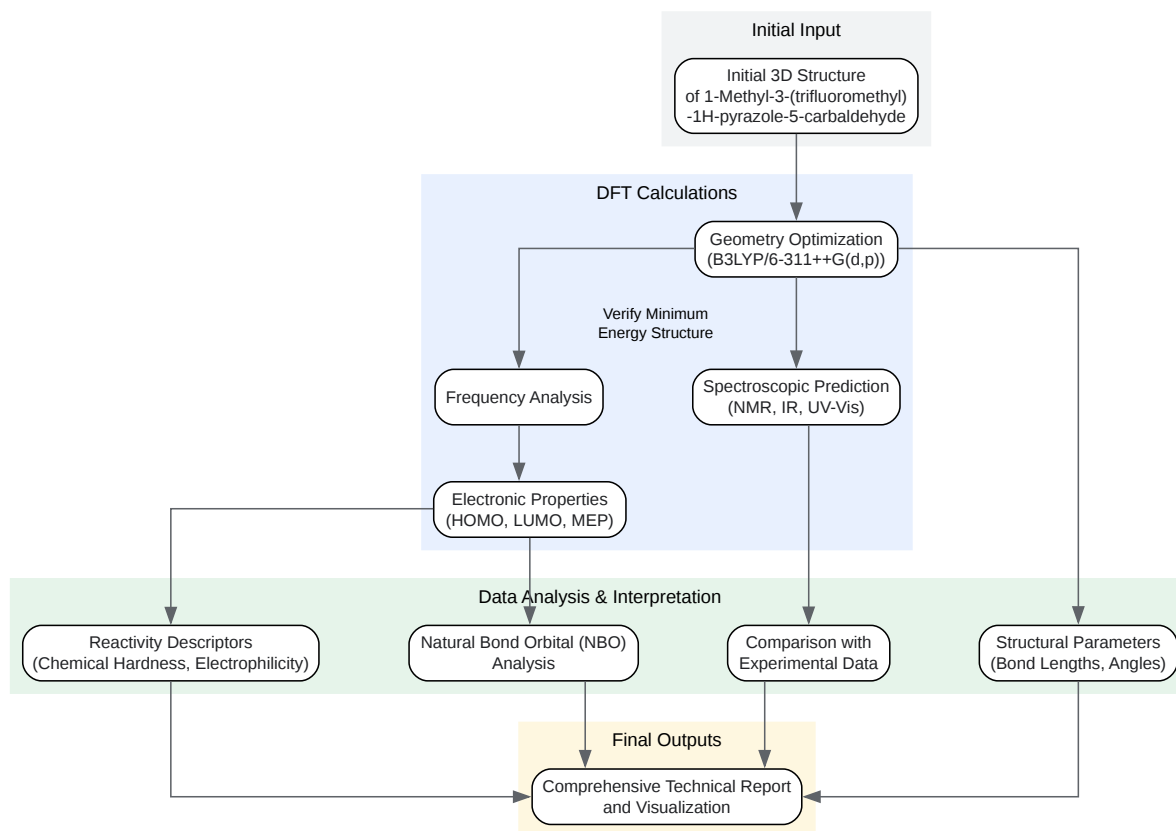 Initial Input
Initial 3D Structure
of 1-Methyl-3-(trifluoromethyl)
-1H-pyrazole-5-carbaldehyde
DFT Calculations
Geometry Optimization
(B3LYP/6-311++G(d,p))
Verify Minimum
Energy Structure
Frequency Analysis
Spectroscopic Prediction
(NMR, IR, UV-Vis)
Electronic Properties
(HOMO, LUMO, MEP)
Data Analysis & Interpretation
Reactivity Descriptors
(Chemical Hardness, Electrophilicity)
Natural Bond Orbital (NBO)
Analysis
Comparison with
Experimental Data
Structural Parameters
(Bond Lengths, Angles)
Final Outputs
Comprehensive Technical Report
and Visualization